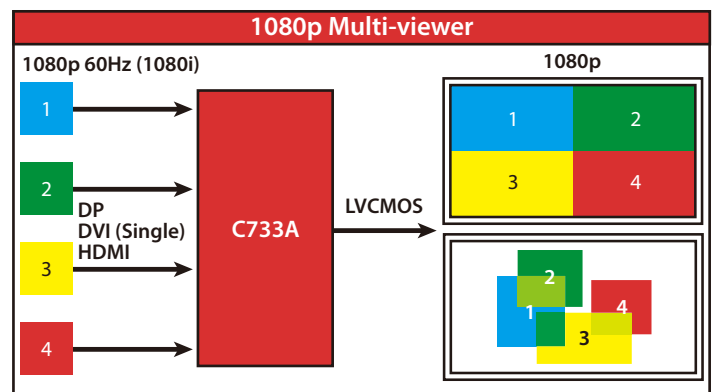 1080p Multi-viewer
1080p 60Hz (1080i)
1
2
DP
DVI (Single)
HDMI
3
4
C733A
LVCMOS
1080p
1
2
3
4
2
1
4
3